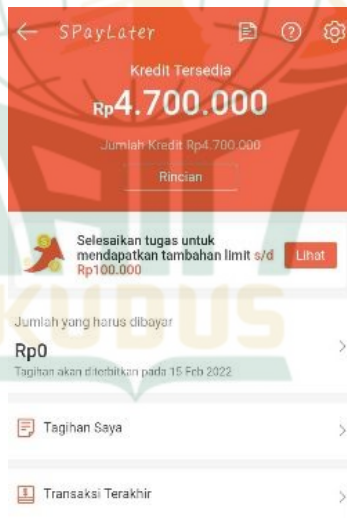 SPayLater
Kredit Tersedia
Rp4.700.000
Jumlah Kredit Rp4.700.000
Rincian
Selesaikan tugas untuk
mendapatkan tambahan limit s/d
Rp100.000
Lihat
Jumlah yang harus dibayar
Rp0
Tagihan akan diterbitkan pada 15 Feb 2022
Tagihan Saya
Transaksi Terakhir
KUDUS